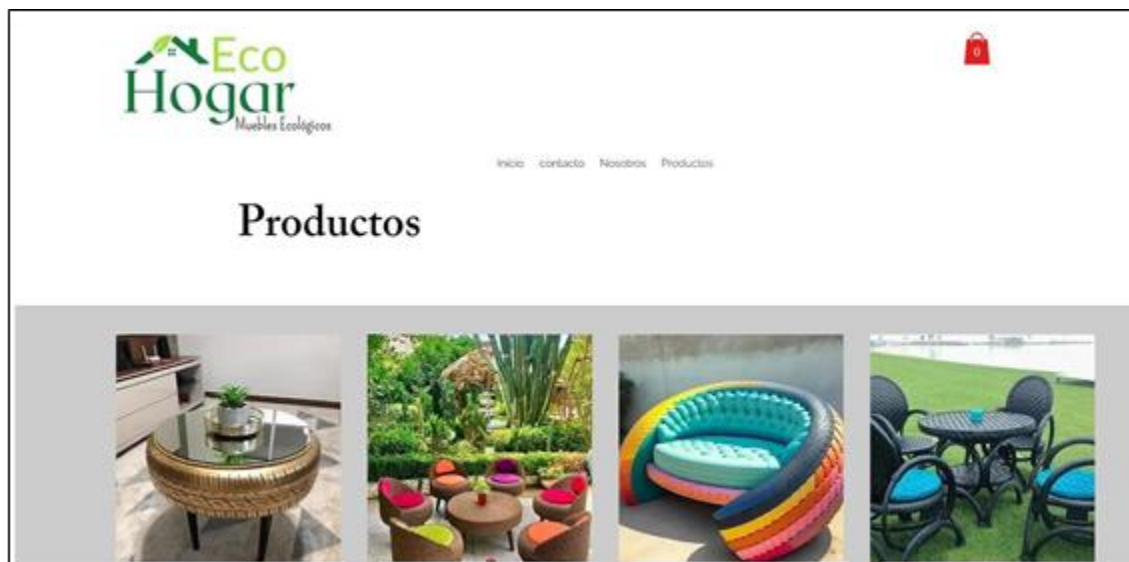 Eco
Hogar
Muebles Ecológicos
0
Inicio contacto Nosotros Productos
Productos